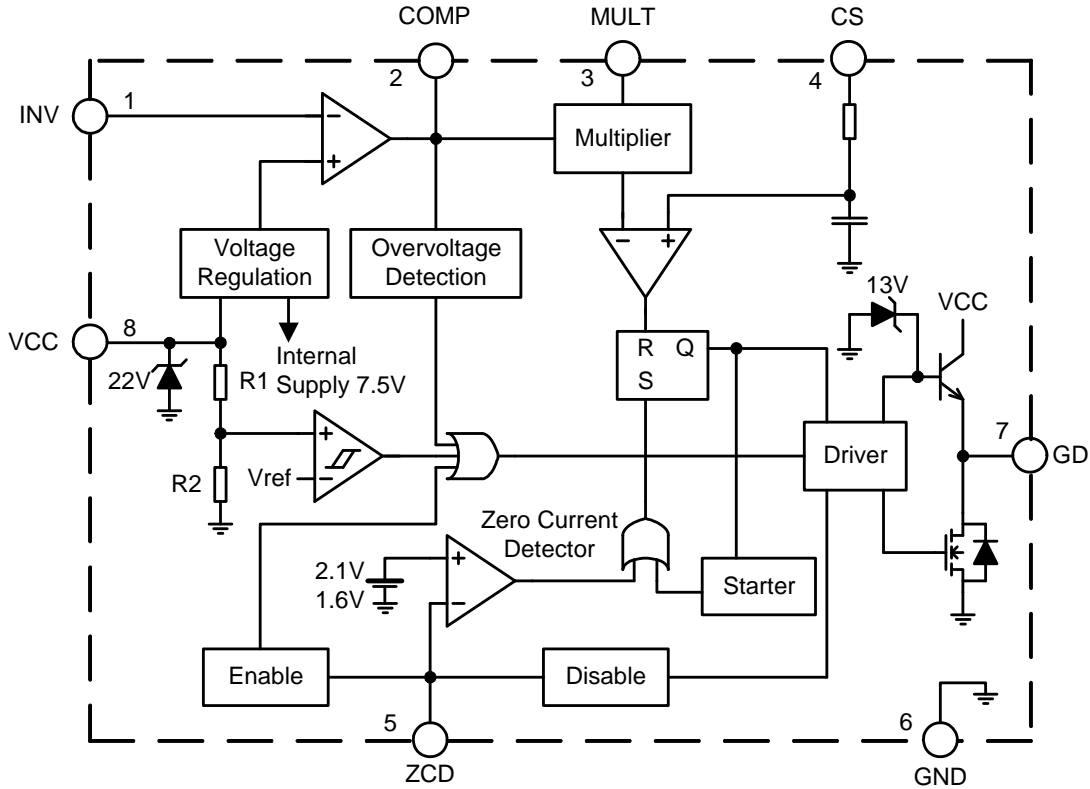 COMP
MULT
CS
2
3
4
INV
1
−
+
Multiplier
Voltage
Regulation
Overvoltage
Detection
−
+
13V
VCC
VCC
8
22V
R1
Internal
Supply 7.5V
R
Q
S
+
Vref
−
R2
Driver
7
GD
Zero Current
Detector
+
2.1V
1.6V
−
Starter
Enable
Disable
5
6
ZCD
GND